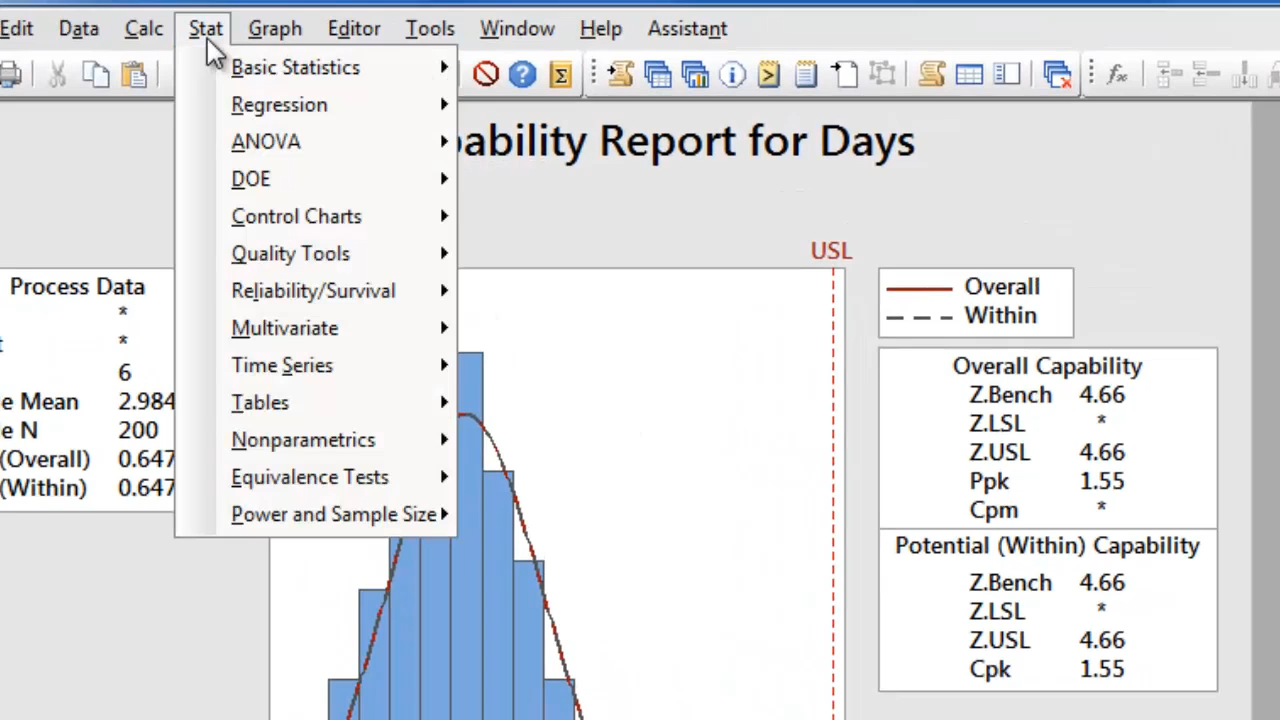 Edit Data Calc Stat Graph Editor Tools Window Help Assistant
Basic Statistics
Regression
ANOVA
DOE
Control Charts
Quality Tools
Reliability/Survival
Multivariate
Time Series
Tables
Nonparametrics
Equivalence Tests
Power and Sample Size
pability Report for Days
Process Data
*
t *
6
e Mean 2.984
e N 200
(Overall) 0.647
(Within) 0.647
USL
Overall
Within
Overall Capability
Z.Bench 4.66
Z.LSL *
Z.USL 4.66
Ppk 1.55
Cpm *
Potential (Within) Capability
Z.Bench 4.66
Z.LSL *
Z.USL 4.66
Cpk 1.55